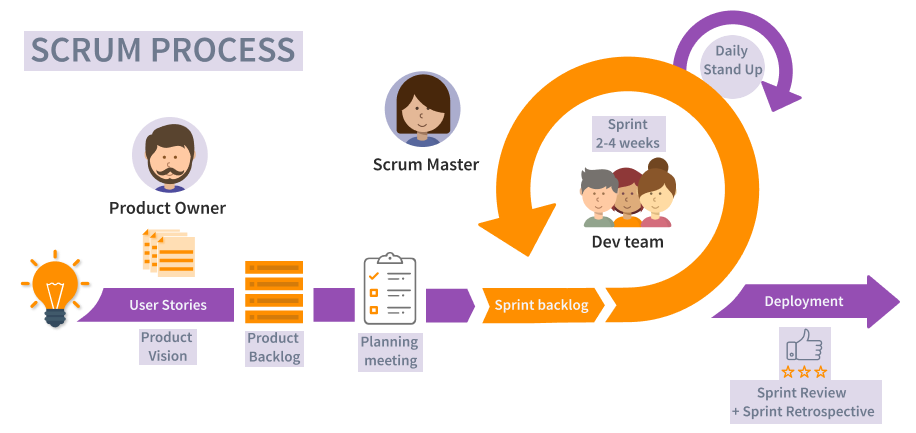 SCRUM PROCESS
Daily
Stand Up
Sprint
2-4 weeks
Scrum Master
Product Owner
Dev team
User Stories
Sprint backlog
Deployment
Product
Vision
Product
Backlog
Planning
meeting
Sprint Review
+ Sprint Retrospective